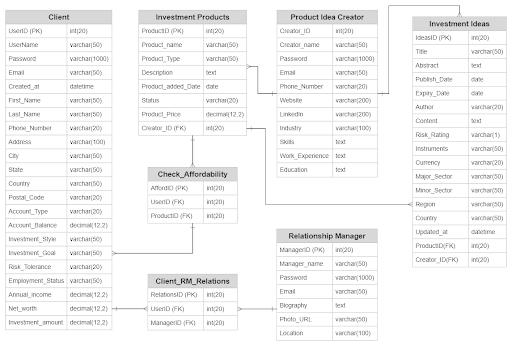 Client
UserID (PK) int(20)
UserName varchar(50)
Password varchar(1000)
Email varchar(50)
Created_at datetime
First_Name varchar(50)
Last_Name varchar(50)
Phone_Number varchar(20)
Address varchar(100)
City varchar(50)
State varchar(50)
Country varchar(50)
Postal_Code varchar(20)
Account_Type varchar(20)
Account_Balance decimal(12,2)
Investment_Style varchar(50)
Investment_Goal varchar(50)
Risk_Tolerance varchar(20)
Employment_Status varchar(50)
Annual_income decimal(12,2)
Net_worth decimal(12,2)
Investment_amount decimal(12,2)
Investment Products
ProductID (PK) int(20)
Product_name varchar(50)
Product_Type varchar(50)
Description text
Product_added_Date date
Status varchar(20)
Product_Price decimal(12,2)
Creator_ID (FK) int(20)
Check_Affordability
AffordID (PK) int(20)
UserID (FK) int(20)
ProductID (FK) int(20)
Client_RM_Relations
RelationsID (PK) int(20)
UserID (FK) int(20)
ManagerID (FK) int(20)
Product Idea Creator
Creator_ID int(20)
Creator_name varchar(50)
Password varchar(1000)
Email varchar(50)
Phone_Number varchar(20)
Website varchar(200)
LinkedIn varchar(200)
Industry varchar(100)
Skills text
Work_Experience text
Education text
Relationship Manager
ManagerID (PK) int(20)
Manager_name varchar(50)
Password varchar(1000)
Email varchar(50)
Biography text
Photo_URL varchar(50)
Location varchar(100)
Investment Ideas
IdeasID (PK) int(20)
Title varchar(50)
Abstract text
Publish_Date date
Expiry_Date date
Author varchar(20)
Content text
Risk_Rating varchar(1)
Instruments varchar(50)
Currency varchar(20)
Major_Sector varchar(50)
Minor_Sector varchar(50)
Region varchar(50)
Country varchar(50)
Updated_at datetime
ProductID(FK) int(20)
Creator_ID(FK) int(20)